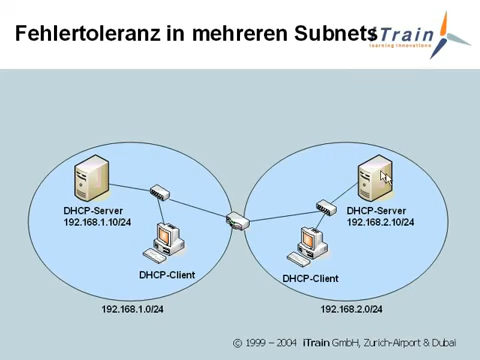 Fehlertoleranz in mehreren Subnets
iTrain
learning innovations
DHCP-Server
192.168.1.10/24
DHCP-Client
192.168.1.0/24
DHCP-Server
192.168.2.10/24
DHCP-Client
192.168.2.0/24
© 1999 – 2004 iTrain GmbH, Zurich-Airport & Dubai